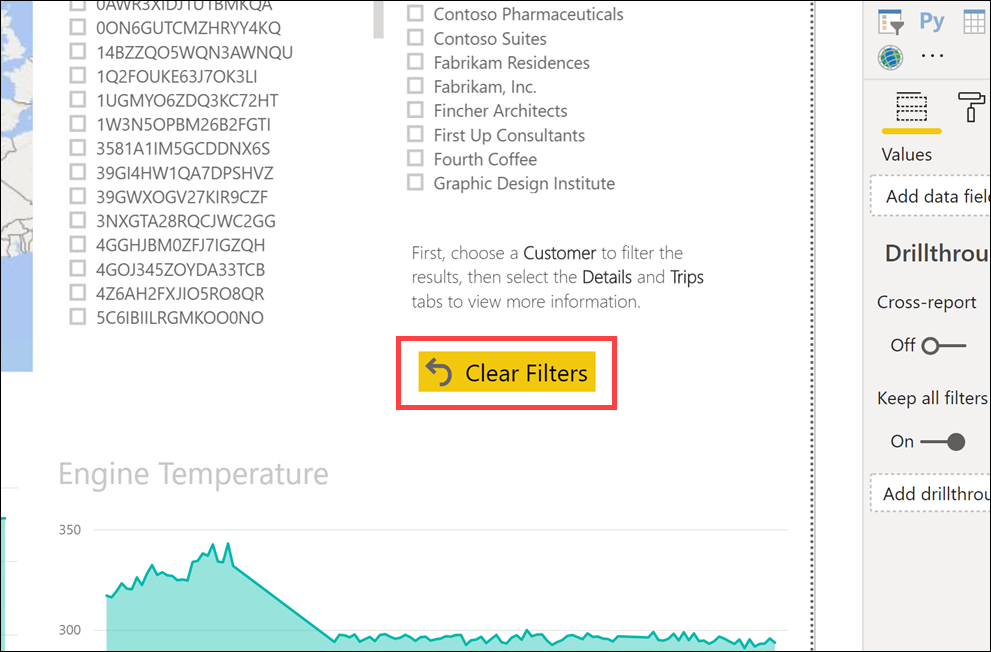 0AWR3XIDJ1UTBMKQA
0ON6GUTCMZHRYY4KQ
14BZZQO5WQN3AWNQU
1Q2FOUKE63J7OK3LI
1UGMYO6ZDQ3KC72HT
1W3N5OPBM26B2FGTI
3581A1IM5GCDDNX6S
39GI4HW1QA7DPSHVZ
39GWXOGV27KIR9CZF
3NXGTA28RQCJWC2GG
4GGHJBM0ZFJ7IGZQH
4GOJ345ZOYDA33TCB
4Z6AH2FXJIO5RO8QR
5C6IBIILRGMKOO0NO
Contoso Pharmaceuticals
Contoso Suites
Fabrikam Residences
Fabrikam, Inc.
Fincher Architects
First Up Consultants
Fourth Coffee
Graphic Design Institute
First, choose a Customer to filter the
results, then select the Details and Trips
tabs to view more information.
Clear Filters
Engine Temperature
350
300
Py
Values
Add data fiel
Drillthrou
Cross-report
Off
Keep all filters
On
Add drillthrou